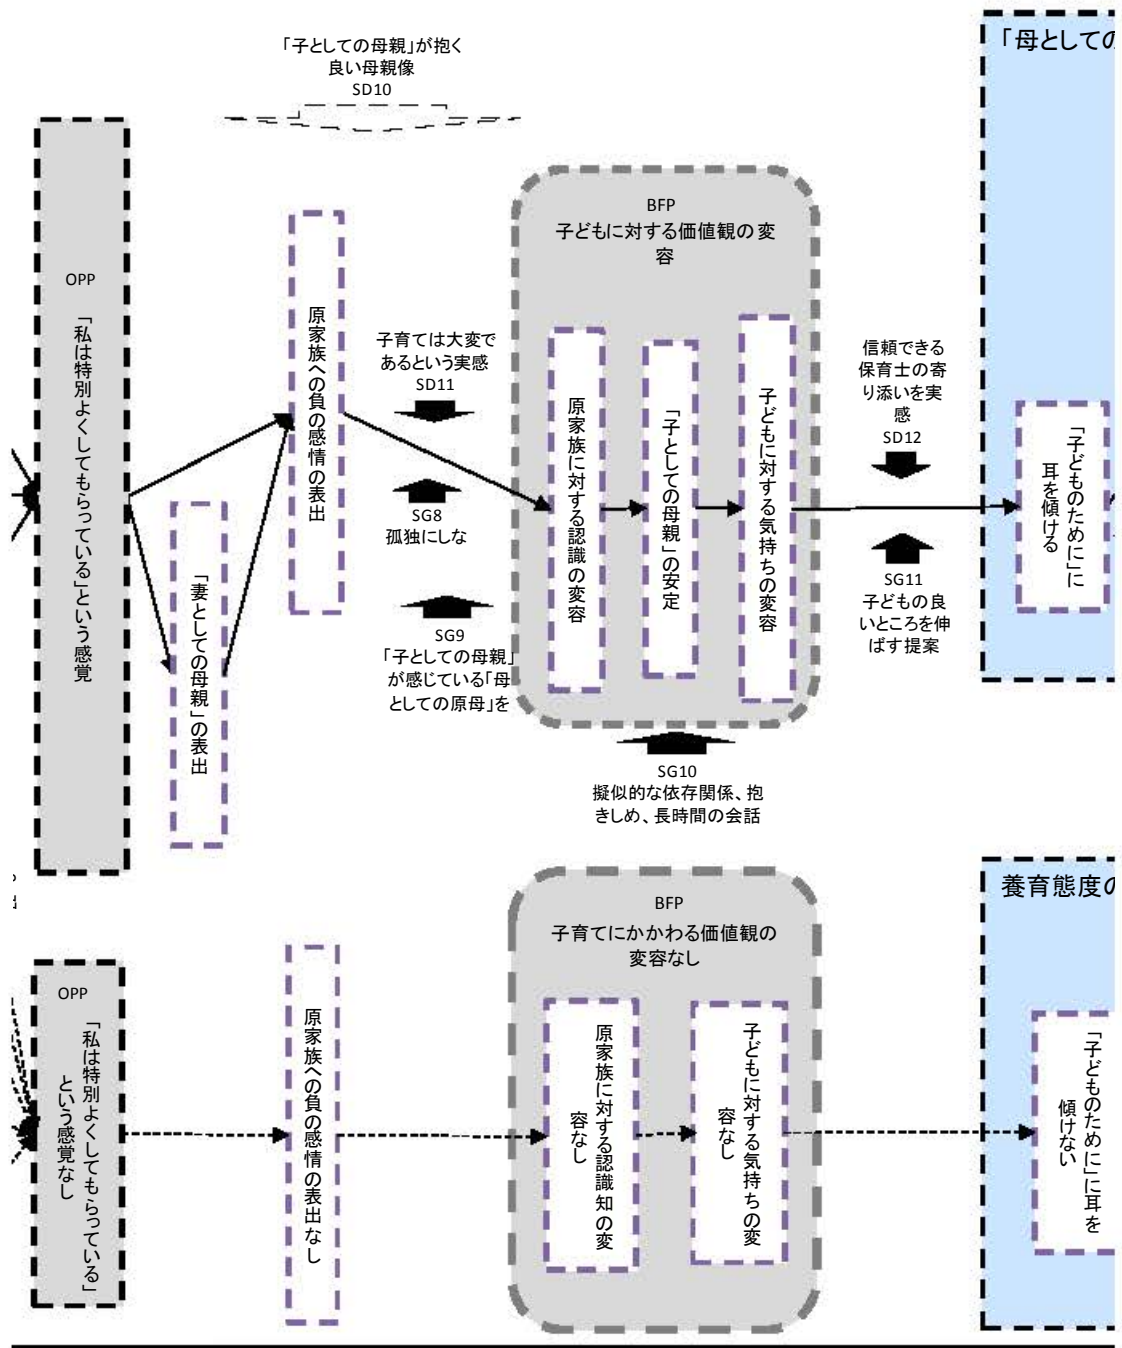 「子としての母親」が抱く
良い母親像
SD10
「母としての
OPP
「私は特別よくしてもらっている」という感覚
「妻としての母親」の表出
原家族への負の感情の表出
子育ては大変で
あるという実感
SD11
SG8
孤独にしな
SG9
「子としての母親」
が感じている「母
としての原母」を
BFP
子どもに対する価値観の変
容
原家族に対する認識の変容
「子としての母親」の安定
子どもに対する気持ちの変容
SG10
擬似的な依存関係、抱
きしめ、長時間の会話
信頼できる
保育士の寄
り添いを実
感
SD12
SG11
子どもの良
いところを伸
ばす提案
「子どものために」に
耳を傾ける
OPP
「私は特別よくしてもらっている」
という感覚なし
原家族への負の感情の表出なし
BFP
子育てにかかわる価値観の
変容なし
原家族に対する認識知の変
容なし
子どもに対する気持ちの変
容なし
養育態度の
「子どものために」に耳を
傾けない